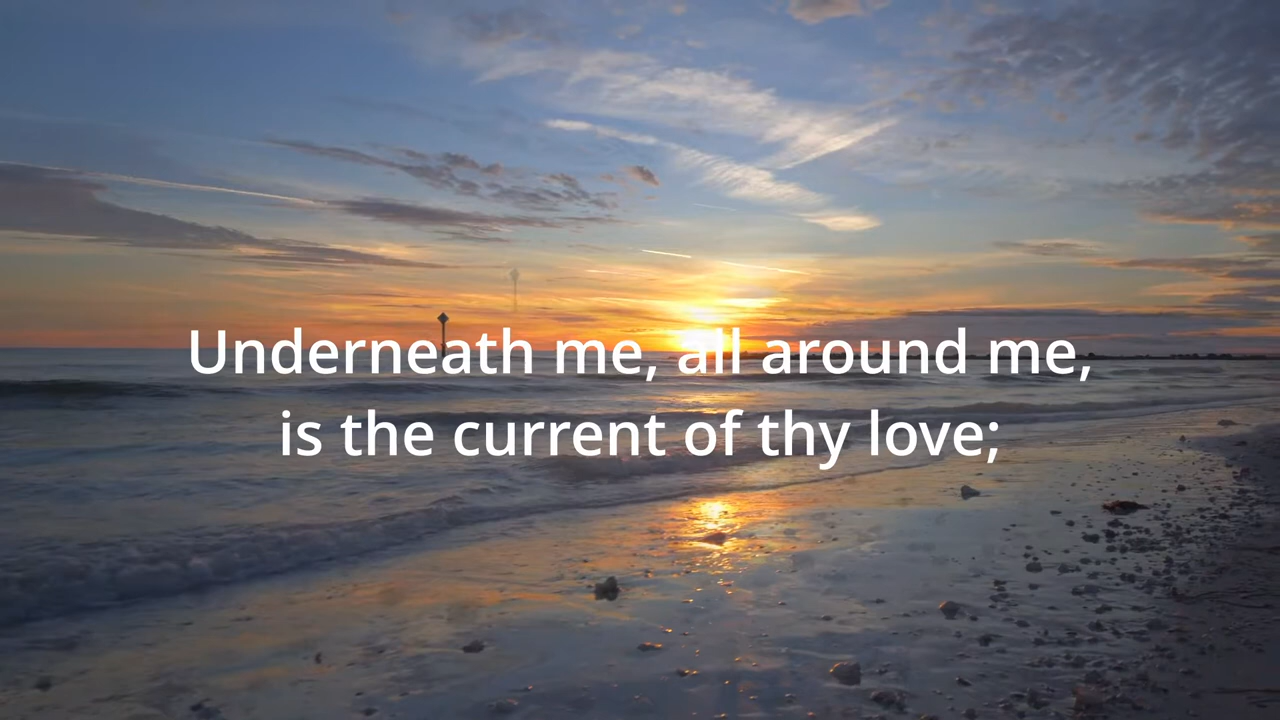 Underneath me, all around me,
is the current of thy love;